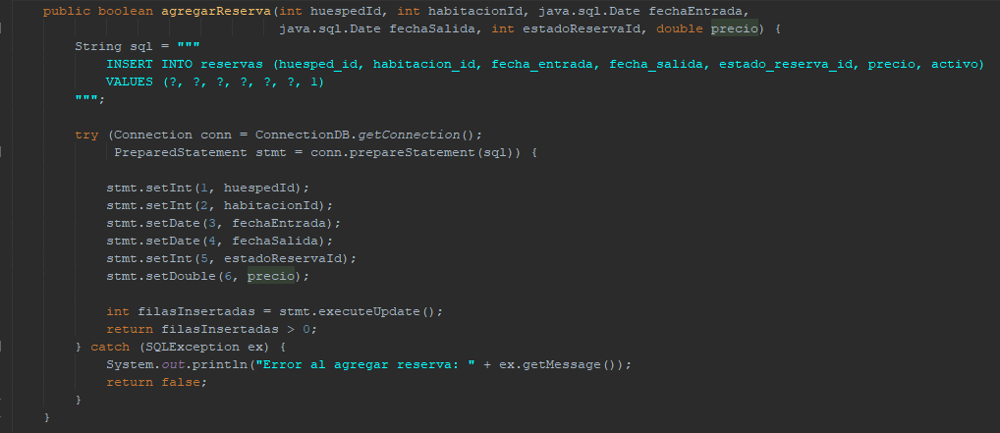 public boolean agregarReserva(int huespedId, int habitacionId, java.sql.Date fechaEntrada,
java.sql.Date fechaSalida, int estadoReservaId, double precio) {
String sql = """
INSERT INTO reservas (huesped_id, habitacion_id, fecha_entrada, fecha_salida, estado_reserva_id, precio, activo)
VALUES (?, ?, ?, ?, ?, ?, 1)
""";
try (Connection conn = ConnectionDB.getConnection();
PreparedStatement stmt = conn.prepareStatement(sql)) {
stmt.setInt(1, huespedId);
stmt.setInt(2, habitacionId);
stmt.setDate(3, fechaEntrada);
stmt.setDate(4, fechaSalida);
stmt.setInt(5, estadoReservaId);
stmt.setDouble(6, precio);
int filasInsertadas = stmt.executeUpdate();
return filasInsertadas > 0;
} catch (SQLException ex) {
System.out.println("Error al agregar reserva: " + ex.getMessage());
return false;
}
}